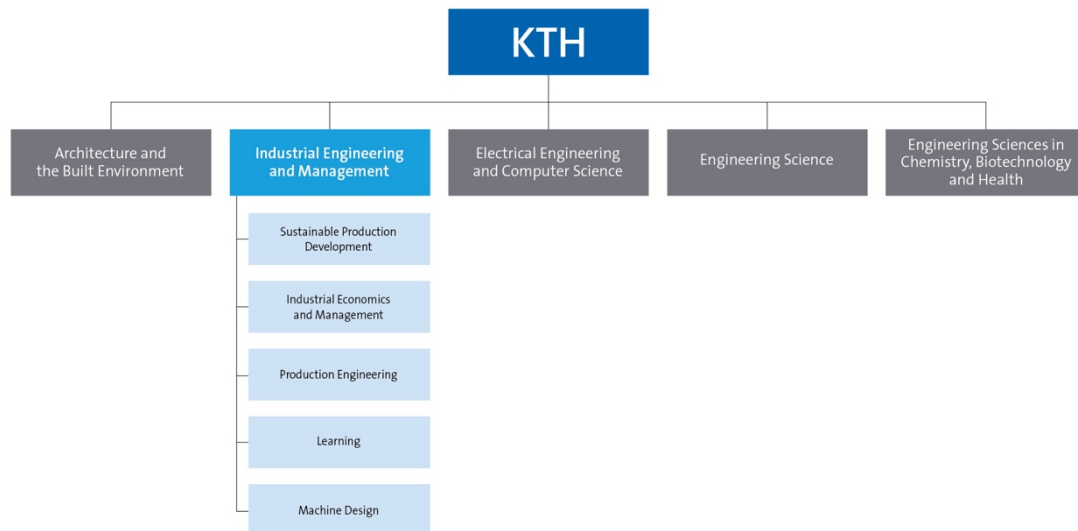 KTH
Architecture and
the Built Environment
Industrial Engineering
and Management
Electrical Engineering
and Computer Science
Engineering Science
Engineering Sciences in
Chemistry, Biotechnology
and Health
Sustainable Production
Development
Industrial Economics
and Management
Production Engineering
Learning
Machine Design